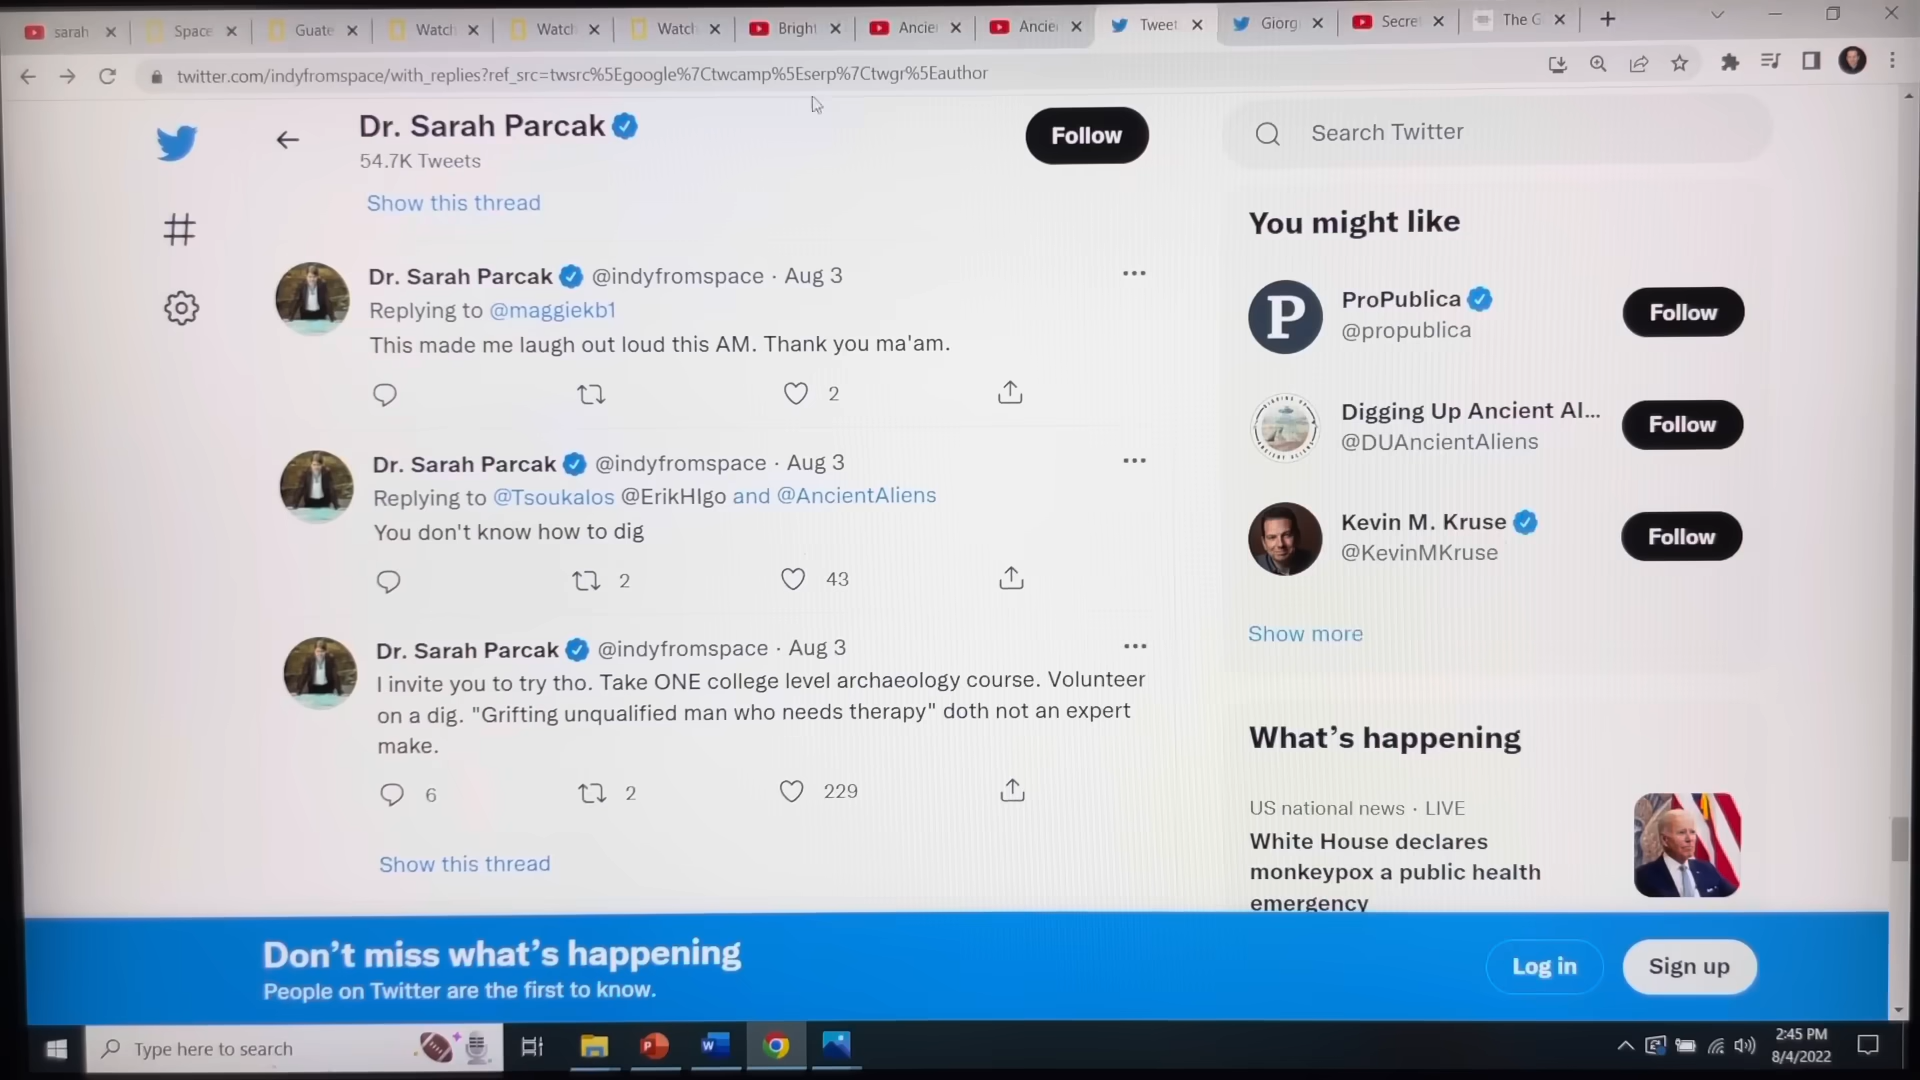 sarah
Space
Guate
Watch
Watch
Watch
Bright
Ancie
Ancie
Tweet
Giorg
Secre
The G
twitter.com/indyfromspace/with_replies?ref_src=twsrc%5Egoogle%7Ctwcamp%5Eserp%7Ctwgr%5Eauthor
Dr. Sarah Parcak
54.7K Tweets
Follow
Show this thread
Dr. Sarah Parcak @indyfromspace · Aug 3
Replying to @maggiekb1
This made me laugh out loud this AM. Thank you ma'am.
2
Dr. Sarah Parcak @indyfromspace · Aug 3
Replying to @Tsoukalos @ErikHIgo and @AncientAliens
You don't know how to dig
2 43
Dr. Sarah Parcak @indyfromspace · Aug 3
I invite you to try tho. Take ONE college level archaeology course. Volunteer
on a dig. "Grifting unqualified man who needs therapy" doth not an expert
make.
6 2 229
Show this thread
Search Twitter
You might like
P
ProPublica
@propublica
Follow
Digging Up Ancient Al...
@DUAncientAliens
Follow
Kevin M. Kruse
@KevinMKruse
Follow
Show more
What's happening
US national news · LIVE
White House declares
monkeypox a public health
emergency
Don't miss what's happening
People on Twitter are the first to know.
Log in
Sign up
Type here to search
2:45 PM
8/4/2022